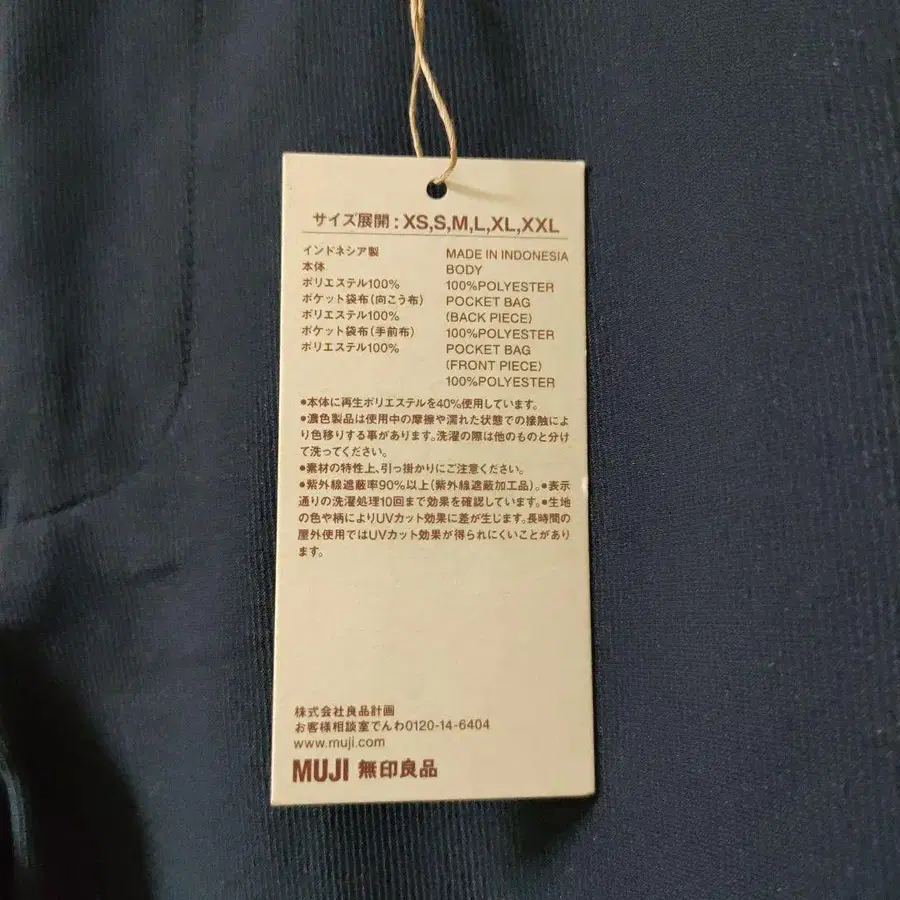 サイズ展開 : XS,S,M,L,XL,XXL
インドネシア製
本体
ポリエステル100%
ポケット袋布(向こう布)
ポリエステル100%
ポケット袋布(手前布)
ポリエステル100%
MADE IN INDONESIA
BODY
100%POLYESTER
POCKET BAG
(BACK PIECE)
100%POLYESTER
POCKET BAG
(FRONT PIECE)
100%POLYESTER
●本体に再生ポリエステルを40%使用しています。
●濃色製品は使用中の摩擦や濡れた状態での接触によ
り色移りする事があります。洗濯の際は他のものと分け
て洗ってください。
●素材の特性上、引っ掛かりにご注意ください。
●紫外線遮蔽率90%以上(紫外線遮蔽加工品)。●表示
通りの洗濯処理10回まで効果を確認しています。●生地
の色や柄によりUVカット効果に差が生じます。長時間の
屋外使用ではUVカット効果が得られにくいことがあり
ます。
株式会社良品計画
お客様相談室でんわ0120-14-6404
www.muji.com
MUJI 無印良品